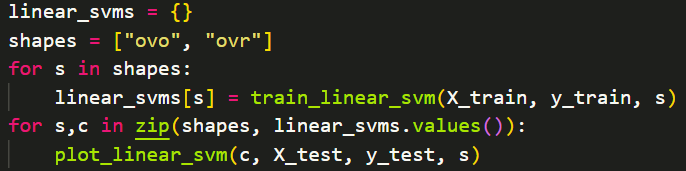 linear_svms = {}
shapes = ["ovo", "ovr"]
for s in shapes:
    linear_svms[s] = train_linear_svm(X_train, y_train, s)
for s,c in zip(shapes, linear_svms.values()):
    plot_linear_svm(c, X_test, y_test, s)